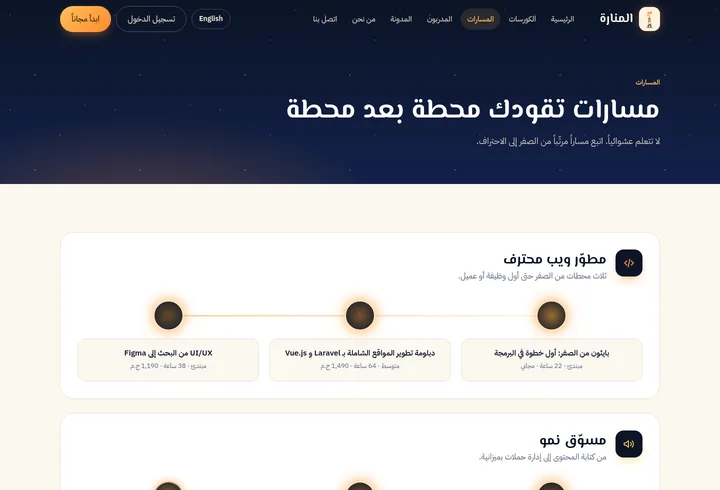 المنارة
الرئيسية
الكورسات
المسارات
المدربون
المدونة
من نحن
اتصل بنا
English
تسجيل الدخول
ابدأ مجاناً
المسارات
مسارات تقودك محطة بعد محطة
لا تتعلم عشوائياً. اتبع مساراً مرتّباً من الصفر إلى الاحتراف.
مطوّر ويب محترف
ثلاث محطات من الصفر حتى أول وظيفة أو عميل.
بايثون من الصفر: أول خطوة في البرمجة
مبتدئ · 22 ساعة · مجاني
دبلومة تطوير المواقع الشاملة بـ Laravel و Vue.js
متوسط · 64 ساعة · 1,490 ج.م
UI/UX من البحث إلى Figma
مبتدئ · 38 ساعة · 1,190 ج.م
مسوّق نمو
من كتابة المحتوى إلى إدارة حملات بميزانية.